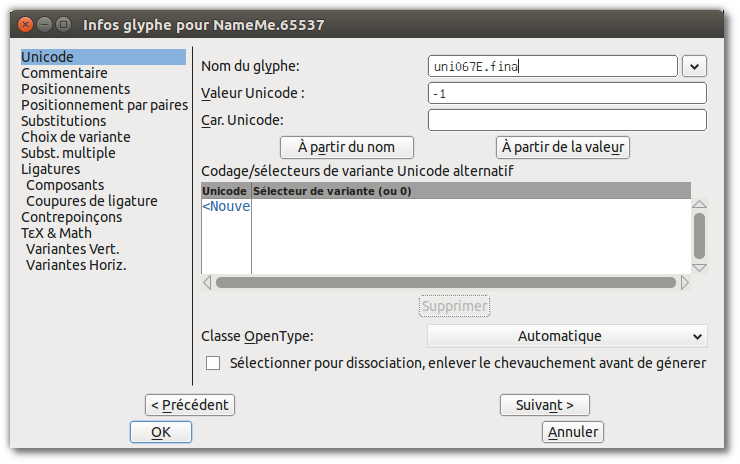 Infos glyphe pour NameMe.65537
Unicode
Commentaire
Positionnements
Positionnement par paires
Substitutions
Choix de variante
Subst. multiple
Ligatures
Composants
Coupures de ligature
Contrepoinçons
TεX & Math
Variantes Vert.
Variantes Horiz.
Nom du glyphe: uni067E.fina
Valeur Unicode : -1
Car. Unicode:
À partir du nom À partir de la valeur
Codage/sélecteurs de variante Unicode alternatif
Unicode Sélecteur de variante (ou 0)
<Nouve
Supprimer
Classe OpenType: Automatique
Sélectionner pour dissociation, enlever le chevauchement avant de génerer
< Précédent Suivant >
OK Annuler